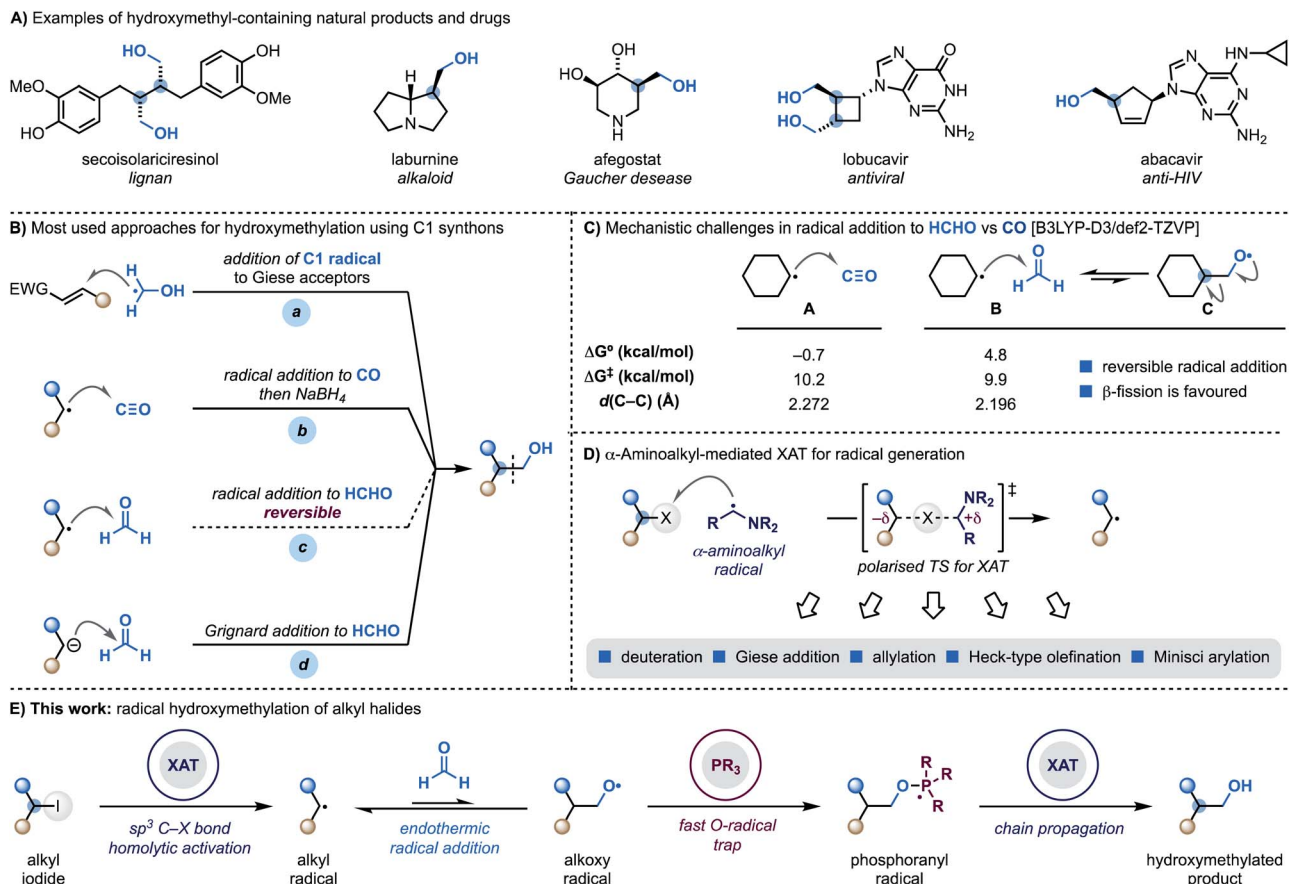 A) Examples of hydroxymethyl-containing natural products and drugs
HO
MeO
HO
OH
OH
OMe
secoisolariciresinol
lignan
H
OH
N
laburnine
alkaloid
OH
HO
OH
N
H
afegostat
Gaucher desease
HO
HO
N
N
O
NH
N
NH2
lobucavir
antiviral
HO
N
N
HN
N
N
NH2
abacavir
anti-HIV
B) Most used approaches for hydroxymethylation using C1 synthons
EWG
H
OH
H
addition of C1 radical
to Giese acceptors
a
C≡O
radical addition to CO
then NaBH4
b
O
H H
radical addition to HCHO
reversible
c
O
H H
Grignard addition to HCHO
d
OH
C) Mechanistic challenges in radical addition to HCHO vs CO [B3LYP-D3/def2-TZVP]
C≡O
A
O
H H
B
O•
C
ΔGº (kcal/mol) –0.7 4.8
ΔG‡ (kcal/mol) 10.2 9.9
d(C–C) (Å) 2.272 2.196
reversible radical addition
β-fission is favoured
D) α-Aminoalkyl-mediated XAT for radical generation
X
R NR2
α-aminoalkyl
radical
–δ X +δ
NR2
R
‡
polarised TS for XAT
deuteration Giese addition allylation Heck-type olefination Minisci arylation
E) This work: radical hydroxymethylation of alkyl halides
I
alkyl
iodide
XAT
sp3 C–X bond
homolytic activation
alkyl
radical
O
H H
endothermic
radical addition
O•
alkoxy
radical
PR3
fast O-radical
trap
R
O P R
R
phosphoranyl
radical
XAT
chain propagation
OH
hydroxymethylated
product